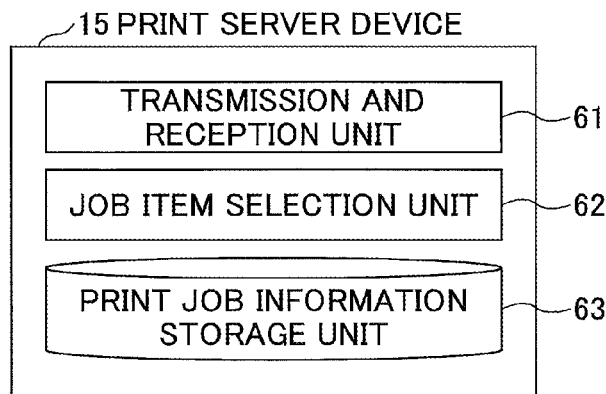 15 PRINT SERVER DEVICE
TRANSMISSION AND
RECEPTION UNIT
61
JOB ITEM SELECTION UNIT
62
PRINT JOB INFORMATION
STORAGE UNIT
63